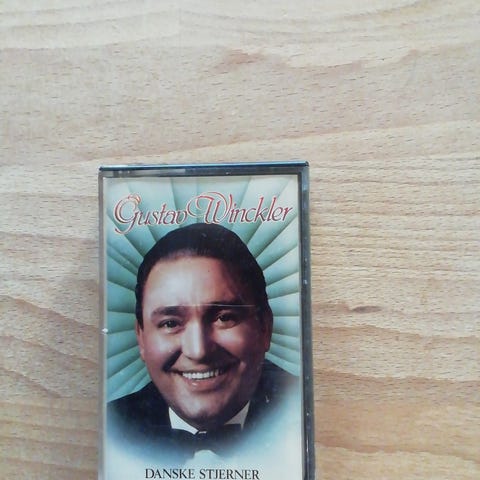 Gustav Winckler
DANSKE STJERNER